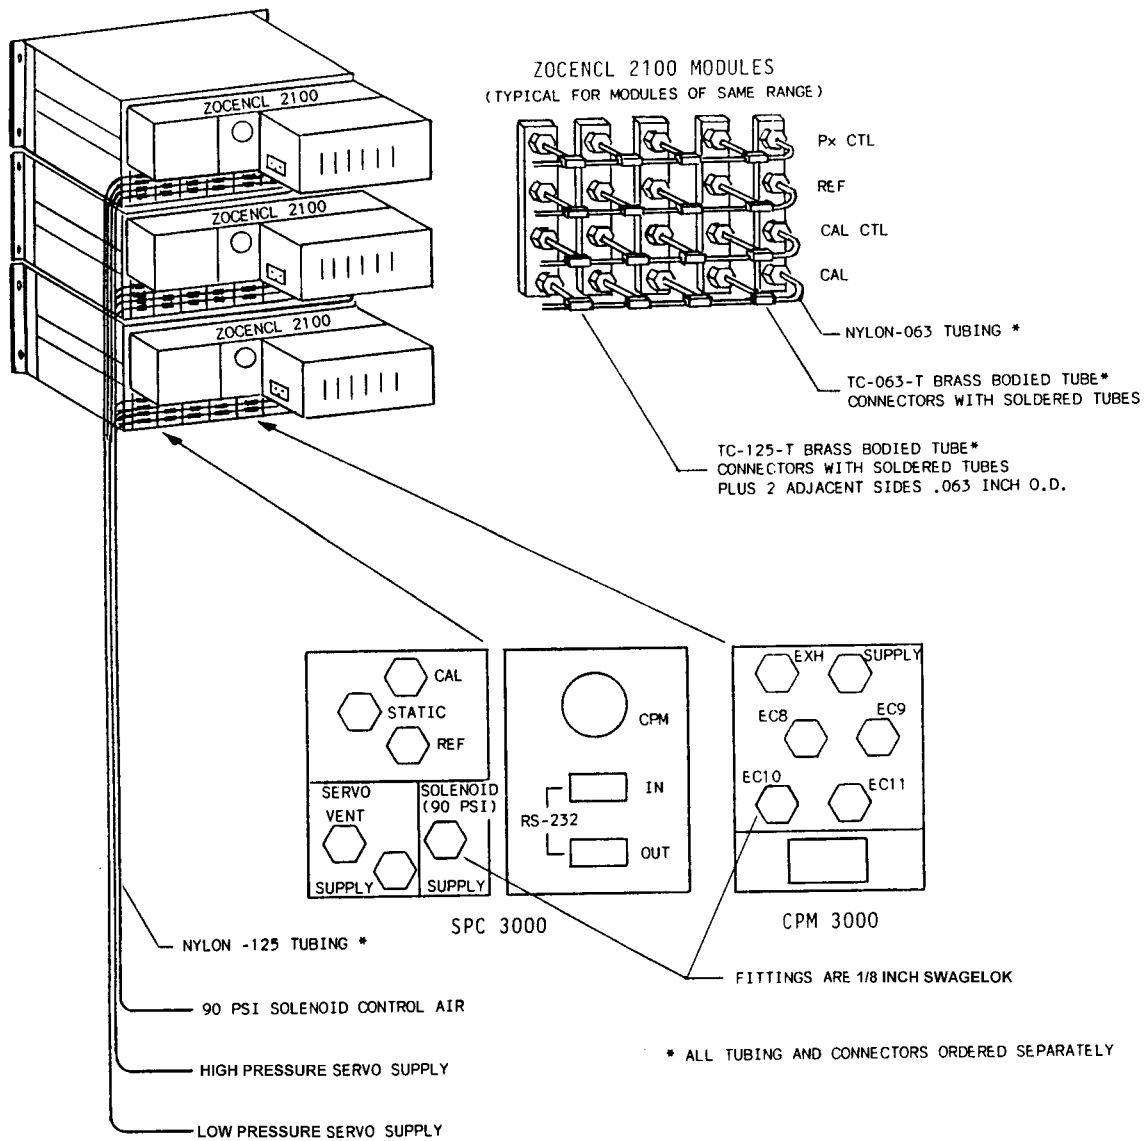 ZOCENCL 2100
ZOCENCL 2100
ZOCENCL 2100
ZOCENCL 2100 MODULES
(TYPICAL FOR MODULES OF SAME RANGE)
Px CTL
REF
CAL CTL
CAL
NYLON-063 TUBING *
TC-063-T BRASS BODIED TUBE*
CONNECTORS WITH SOLDERED TUBES
TC-125-T BRASS BODIED TUBE*
CONNECTORS WITH SOLDERED TUBES
PLUS 2 ADJACENT SIDES .063 INCH O.D.
CAL
STATIC
REF
SERVO
VENT
SUPPLY
SOLENOID
(90 PSI)
SUPPLY
CPM
RS-232
IN
OUT
SPC 3000
EXH
SUPPLY
EC8
EC9
EC10
EC11
CPM 3000
NYLON -125 TUBING *
FITTINGS ARE 1/8 INCH SWAGELOK
90 PSI SOLENOID CONTROL AIR
* ALL TUBING AND CONNECTORS ORDERED SEPARATELY
HIGH PRESSURE SERVO SUPPLY
LOW PRESSURE SERVO SUPPLY